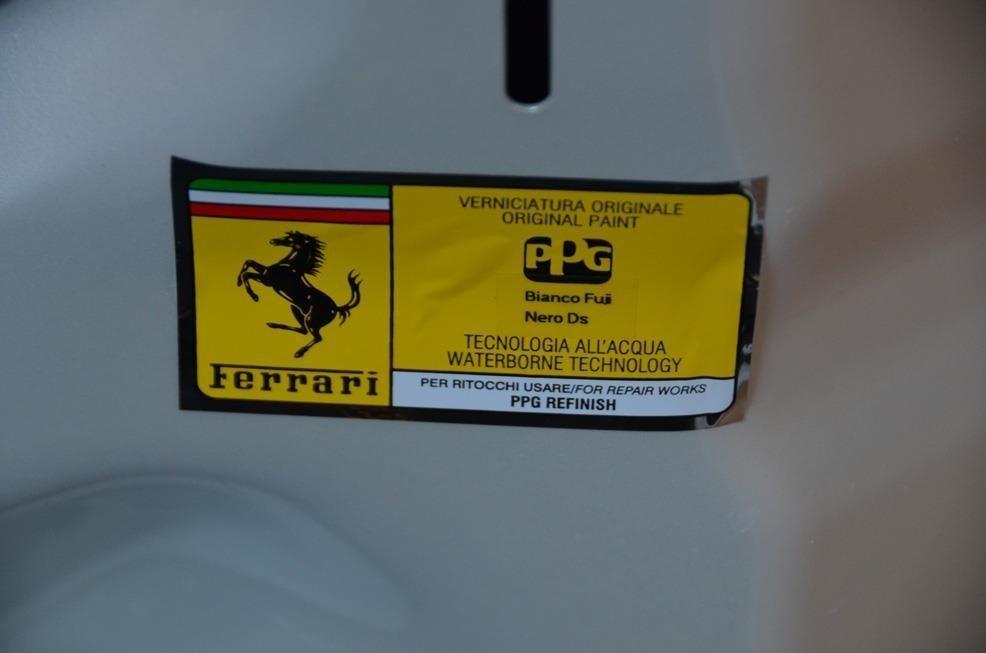 VERNICIATURA ORIGINALE
ORIGINAL PAINT
PPG
Bianco Fuji
Nero Ds
TECNOLOGIA ALL'ACQUA
WATERBORNE TECHNOLOGY
Ferrari
PER RITOCCHI USARE/FOR REPAIR WORKS
PPG REFINISH